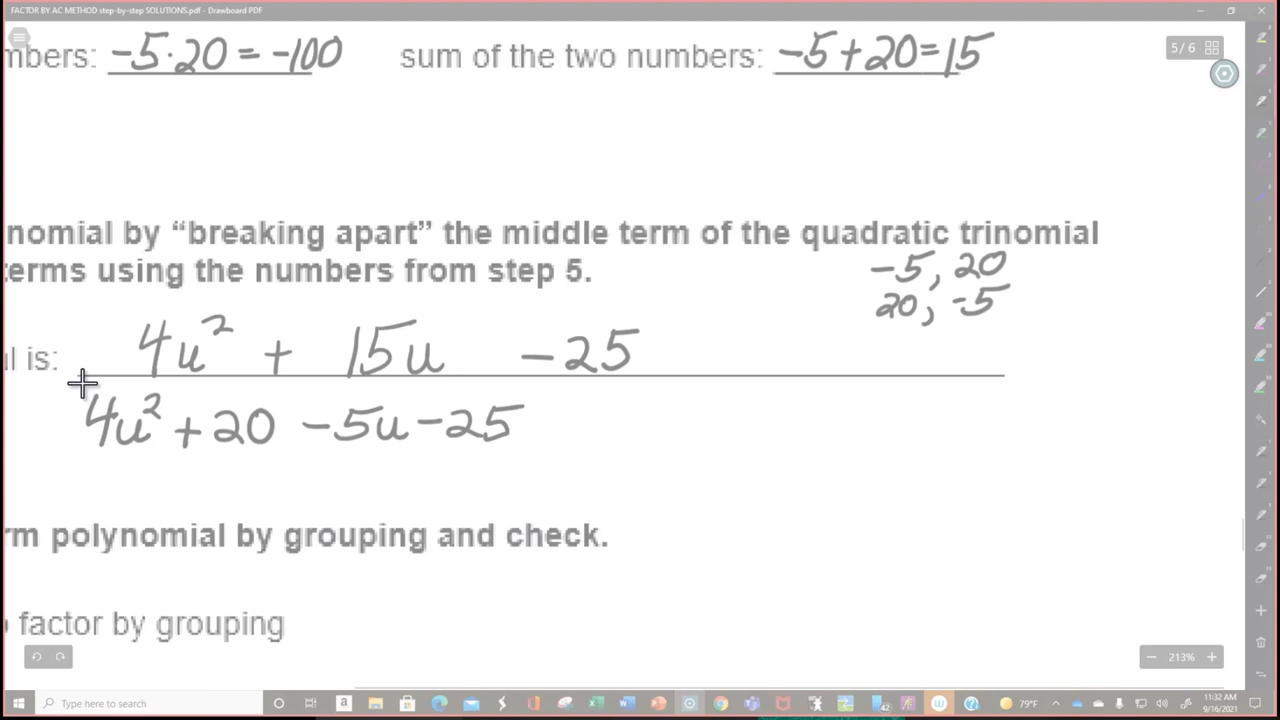 FACTOR BY AC METHOD step-by-step SOLUTIONS.pdf - Drawboard PDF
5 / 6
mbers: -5·20 = -100 sum of the two numbers: -5+20=15
nomial by “breaking apart” the middle term of the quadratic trinomial
erms using the numbers from step 5.
-5, 20
20, -5
l is: 4u² + 15u -25
4u² + 20 -5u -25
rm polynomial by grouping and check.
factor by grouping
213%
Type here to search
42
79°F
11:32 AM
9/16/2021